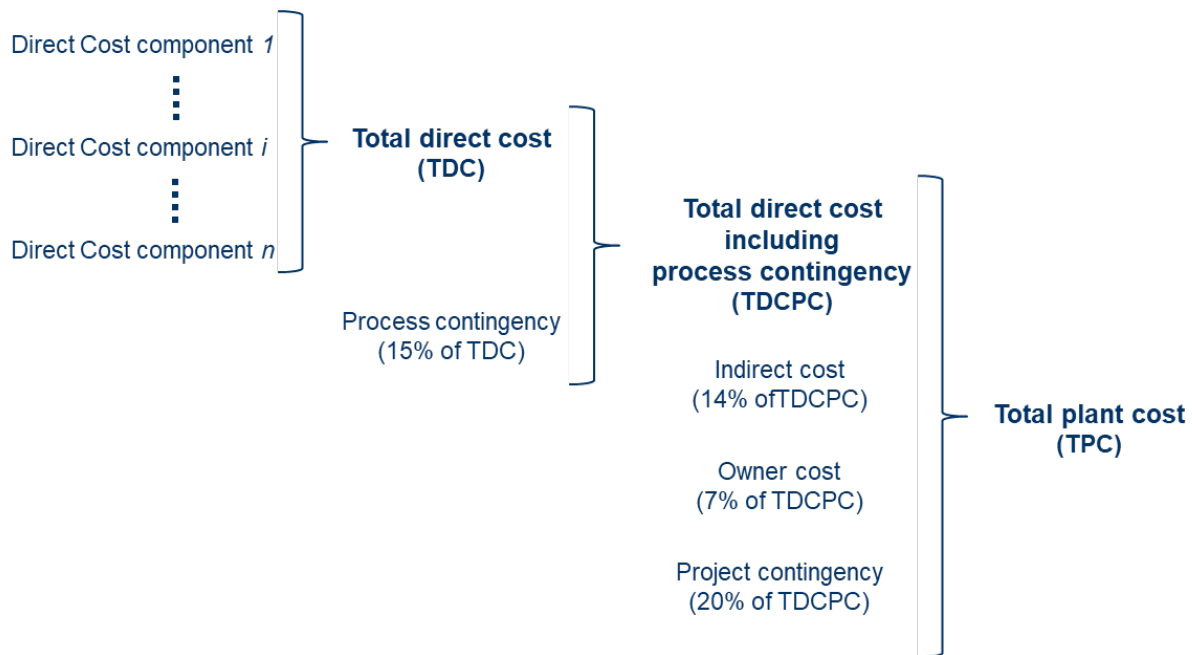 Direct Cost component 1
Direct Cost component i
Direct Cost component n
Total direct cost
(TDC)
Process contingency
(15% of TDC)
Total direct cost
including
process contingency
(TDCPC)
Indirect cost
(14% ofTDCPC)
Owner cost
(7% of TDCPC)
Project contingency
(20% of TDCPC)
Total plant cost
(TPC)